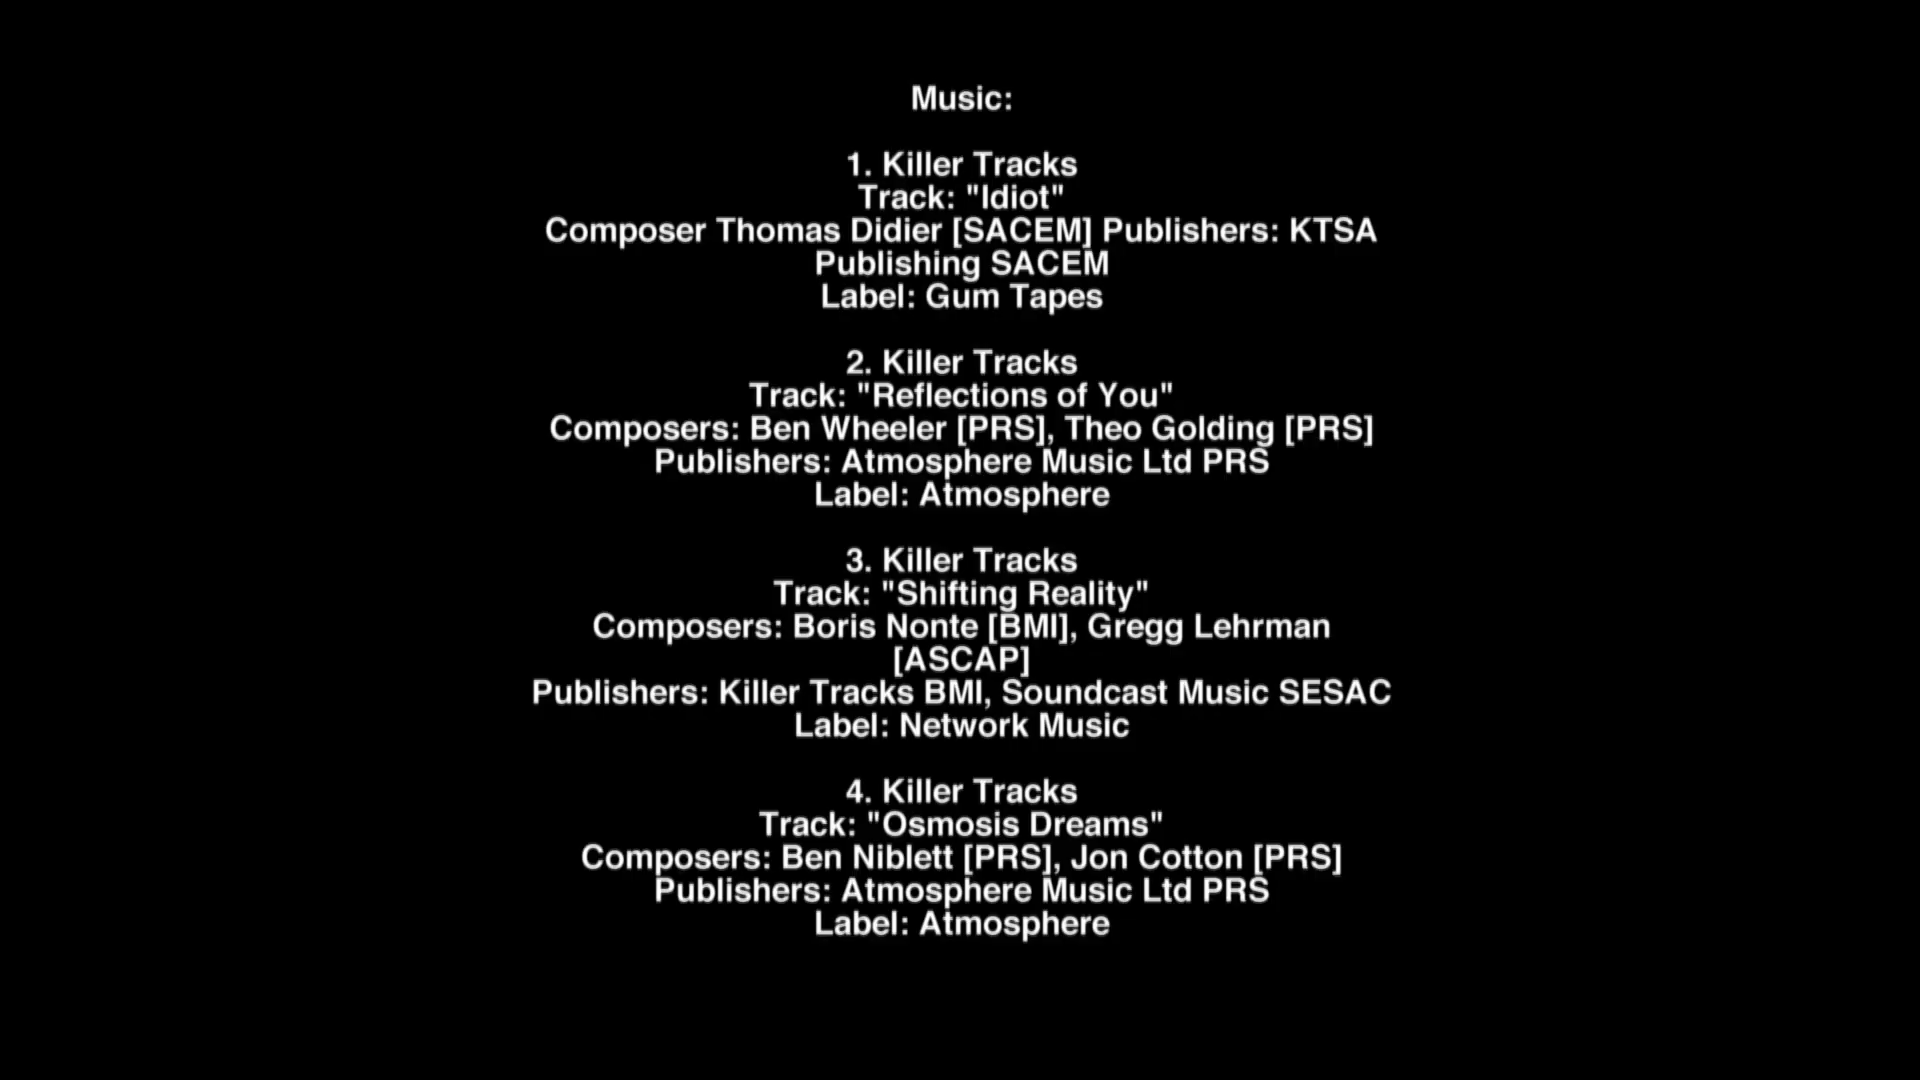 Music:
1. Killer Tracks
Track: "Idiot"
Composer Thomas Didier [SACEM] Publishers: KTSA
Publishing SACEM
Label: Gum Tapes
2. Killer Tracks
Track: "Reflections of You"
Composers: Ben Wheeler [PRS], Theo Golding [PRS]
Publishers: Atmosphere Music Ltd PRS
Label: Atmosphere
3. Killer Tracks
Track: "Shifting Reality"
Composers: Boris Nonte [BMI], Gregg Lehrman
[ASCAP]
Publishers: Killer Tracks BMI, Soundcast Music SESAC
Label: Network Music
4. Killer Tracks
Track: "Osmosis Dreams"
Composers: Ben Niblett [PRS], Jon Cotton [PRS]
Publishers: Atmosphere Music Ltd PRS
Label: Atmosphere